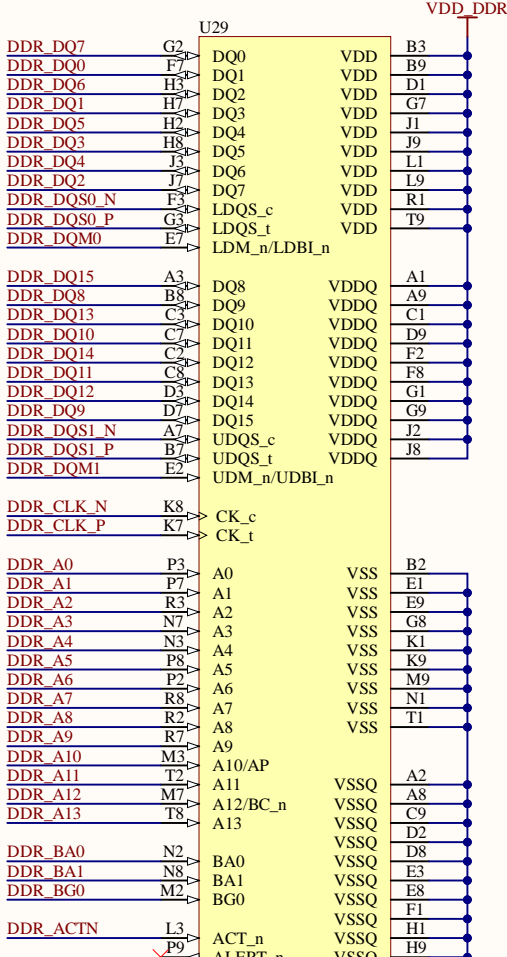 VDD_DDR
U29
DDR_DQ7 G2 DQ0 VDD B3
DDR_DQ0 F7 DQ1 VDD B9
DDR_DQ6 H3 DQ2 VDD D1
DDR_DQ1 H7 DQ3 VDD G7
DDR_DQ5 H2 DQ4 VDD J1
DDR_DQ3 H8 DQ5 VDD J9
DDR_DQ4 J3 DQ6 VDD L1
DDR_DQ2 J7 DQ7 VDD L9
DDR_DQS0_N F3 LDQS_c VDD R1
DDR_DQS0_P G3 LDQS_t VDD T9
DDR_DQM0 E7 LDM_n/LDBI_n
DDR_DQ15 A3 DQ8 VDDQ A1
DDR_DQ8 B8 DQ9 VDDQ A9
DDR_DQ13 C3 DQ10 VDDQ C1
DDR_DQ10 C7 DQ11 VDDQ D9
DDR_DQ14 C2 DQ12 VDDQ F2
DDR_DQ11 C8 DQ13 VDDQ F8
DDR_DQ12 D3 DQ14 VDDQ G1
DDR_DQ9 D7 DQ15 VDDQ G9
DDR_DQS1_N A7 UDQS_c VDDQ J2
DDR_DQS1_P B7 UDQS_t VDDQ J8
DDR_DQM1 E2 UDM_n/UDBI_n
DDR_CLK_N K8 CK_c
DDR_CLK_P K7 CK_t
DDR_A0 P3 A0 VSS B2
DDR_A1 P7 A1 VSS E1
DDR_A2 R3 A2 VSS E9
DDR_A3 N7 A3 VSS G8
DDR_A4 N3 A4 VSS K1
DDR_A5 P8 A5 VSS K9
DDR_A6 P2 A6 VSS M9
DDR_A7 R8 A7 VSS N1
DDR_A8 R2 A8 VSS T1
DDR_A9 R7 A9
DDR_A10 M3 A10/AP
DDR_A11 T2 A11 VSSQ A2
DDR_A12 M7 A12/BC_n VSSQ A8
DDR_A13 T8 A13 VSSQ C9
VSSQ D2
DDR_BA0 N2 BA0 VSSQ D8
DDR_BA1 N8 BA1 VSSQ E3
DDR_BG0 M2 BG0 VSSQ E8
VSSQ F1
DDR_ACTN L3 ACT_n VSSQ H1
P9 ALERT_n VSSQ H9